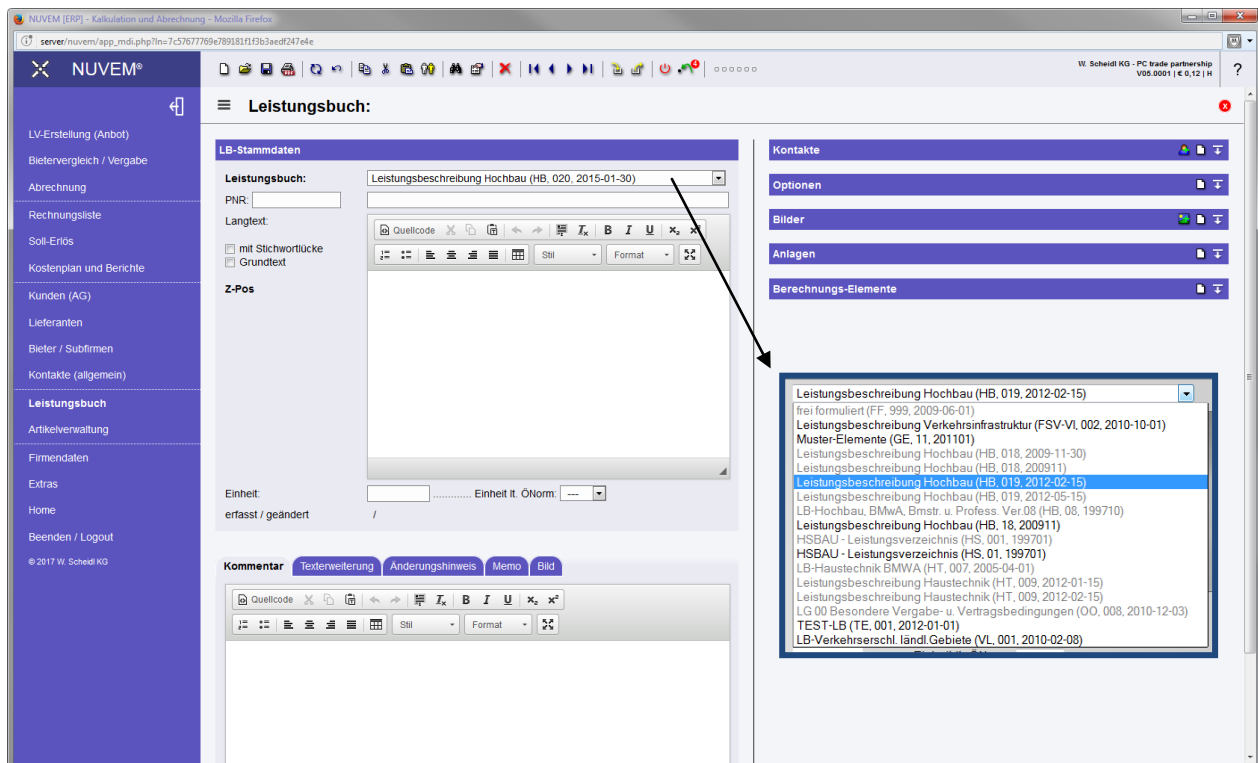 NUVEM [ERP] - Kalkulation und Abrechnung - Mozilla Firefox
server/nuvem/app_mdi.php?ln=7c57677769e789181f1f3b3aedf247e4e
NUVEM®
W. Scheidl KG - PC trade partnership
V05.0001 | € 0,12 | H
?
Leistungsbuch:
LV-Erstellung (Anbot)
Bietervergleich / Vergabe
Abrechnung
Rechnungsliste
Soll-Erlös
Kostenplan und Berichte
Kunden (AG)
Lieferanten
Bieter / Subfirmen
Kontakte (allgemein)
Leistungsbuch
Artikelverwaltung
Firmendaten
Extras
Home
Beenden / Logout
© 2017 W. Scheidl KG
LB-Stammdaten
Leistungsbuch: Leistungsbeschreibung Hochbau (HB, 020, 2015-01-30)
PNR:
Langtext:
Quellcode
mit Stichwortlücke
Grundtext
Stil Format
Z-Pos
Einheit: ............ Einheit lt. ÖNorm: ---
erfasst / geändert /
Kommentar Texterweiterung Änderungshinweis Memo Bild
Quellcode
Stil Format
Kontakte
Optionen
Bilder
Anlagen
Berechnungs-Elemente
Leistungsbeschreibung Hochbau (HB, 019, 2012-02-15)
frei formuliert (FF, 999, 2009-06-01)
Leistungsbeschreibung Verkehrsinfrastruktur (FSV-VI, 002, 2010-10-01)
Muster-Elemente (GE, 11, 201101)
Leistungsbeschreibung Hochbau (HB, 018, 2009-11-30)
Leistungsbeschreibung Hochbau (HB, 018, 200911)
Leistungsbeschreibung Hochbau (HB, 019, 2012-02-15)
Leistungsbeschreibung Hochbau (HB, 019, 2012-05-15)
LB-Hochbau, BMwA, Bmstr. u. Profess. Ver.08 (HB, 08, 199710)
Leistungsbeschreibung Hochbau (HB, 18, 200911)
HSBAU - Leistungsverzeichnis (HS, 001, 199701)
HSBAU - Leistungsverzeichnis (HS, 01, 199701)
LB-Haustechnik BMWA (HT, 007, 2005-04-01)
Leistungsbeschreibung Haustechnik (HT, 009, 2012-01-15)
Leistungsbeschreibung Haustechnik (HT, 009, 2012-02-15)
LG 00 Besondere Vergabe- u. Vertragsbedingungen (OO, 008, 2010-12-03)
TEST-LB (TE, 001, 2012-01-01)
LB-Verkehrserschl. ländl.Gebiete (VL, 001, 2010-02-08)